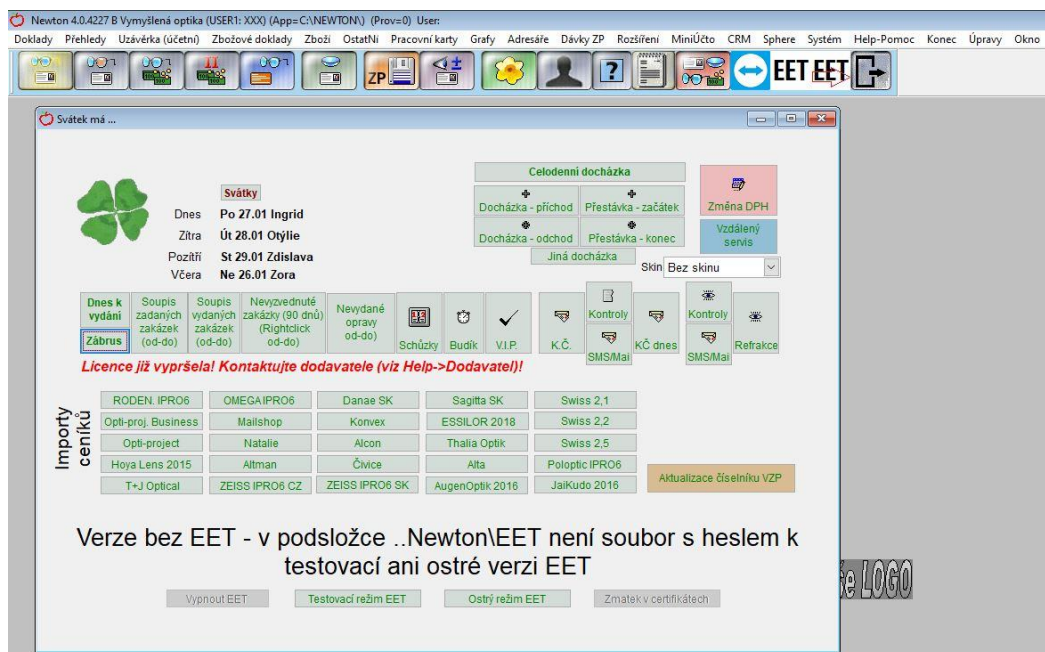 Newton 4.0.4227 B Vymyšlená optika (USER1: XXX) (App=C:\NEWTON\) (Prov=0) User:
Doklady Přehledy Uzávěrka (účetní) Zbožové doklady Zboží OstatNí Pracovní karty Grafy Adresáře Dávky ZP Rozšíření MiniÚčto CRM Sphere Systém Help-Pomoc Konec Úpravy Okno
ZP ? EET EET
Svátek má ...
Celodenní docházka
Docházka - příchod Přestávka - začátek
Docházka - odchod Přestávka - konec
Jiná docházka
Změna DPH
Vzdálený
servis
Skin Bez skinu
Svátky
Dnes Po 27.01 Ingrid
Zítra Út 28.01 Otýlie
Pozítří St 29.01 Zdislava
Včera Ne 26.01 Zora
Dnes k
vydání
Zábrus
Soupis
zadaných
zakázek
(od-do)
Soupis
vydaných
zakázek
(od-do)
Nevyzvednuté
zakázky (90 dnů)
(Rightclick
od-do)
Nevydané
opravy
od-do)
Schůzky
Budík
V.I.P.
K.Č.
Kontroly
SMS/Mai
KČ dnes
Kontroly
SMS/Mai
Refrakce
Licence již vypršela! Kontaktujte dodavatele (viz Help->Dodavatel)!
Importy
ceníků
RODEN. IPRO6 OMEGAIPRO6 Danae SK Sagitta SK Swiss 2,1
Opti-proj. Business Mailshop Konvex ESSILOR 2018 Swiss 2,2
Opti-project Natalie Alcon Thalia Optik Swiss 2,5
Hoya Lens 2015 Altman Čivice Alta Poloptic IPRO6
T+J Optical ZEISS IPRO6 CZ ZEISS IPRO6 SK AugenOptik 2016 JaiKudo 2016
Aktualizace číselníku VZP
Verze bez EET - v podsložce ..Newton\EET není soubor s heslem k
testovací ani ostré verzi EET
Vypnout EET Testovací režim EET Ostrý režim EET Zmatek v certifikátech
LOGO